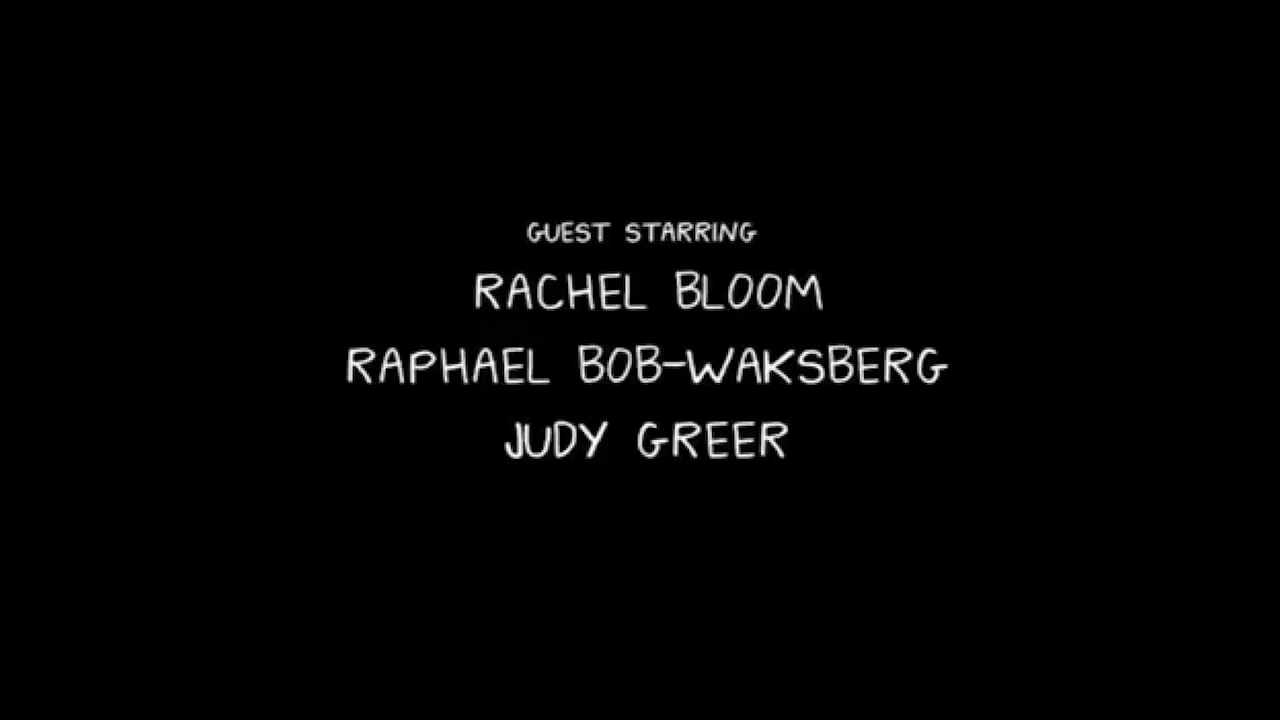 GUEST STARRING
RACHEL BLOOM
RAPHAEL BOB-WAKSBERG
JUDY GREER